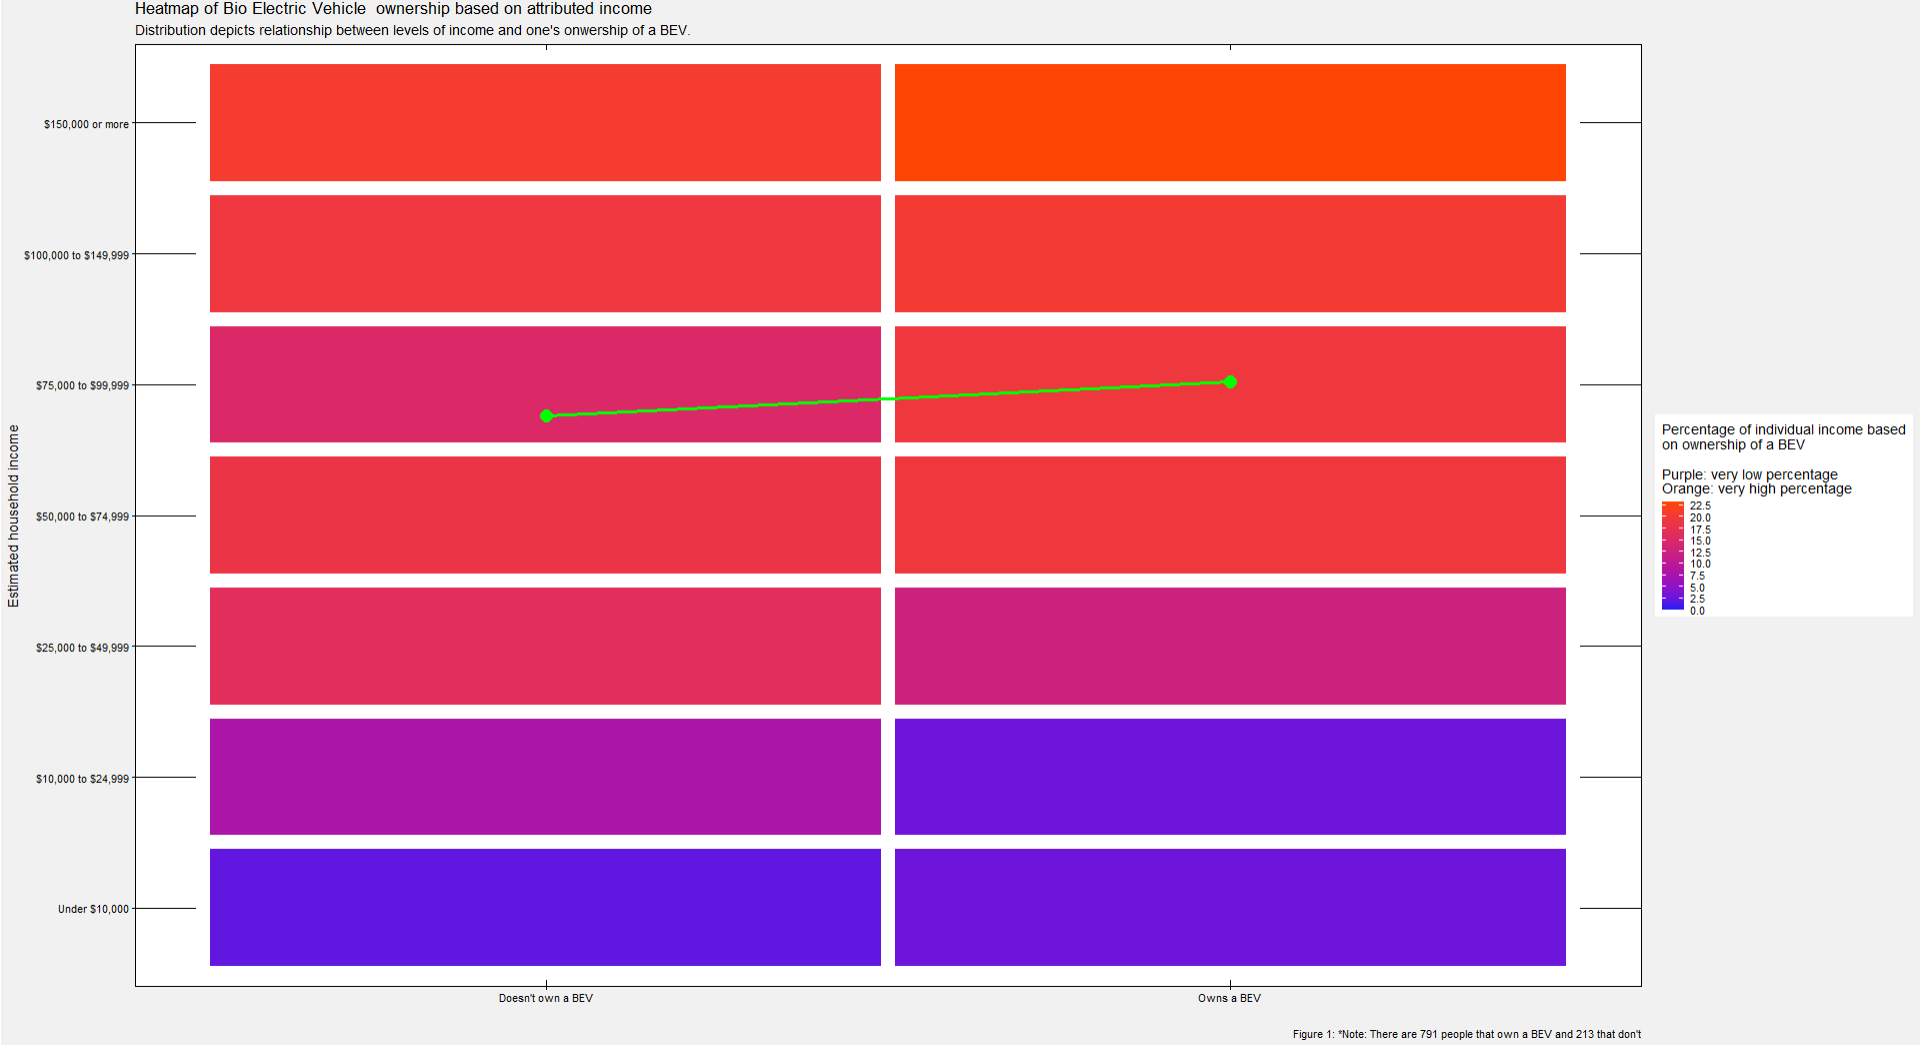 Heatmap of Bio Electric Vehicle  ownership based on attributed income
Distribution depicts relationship between levels of income and one's onwership of a BEV.
$150,000 or more
$100,000 to $149,999
$75,000 to $99,999
$50,000 to $74,999
$25,000 to $49,999
$10,000 to $24,999
Under $10,000
Estimated household income
Doesn't own a BEV
Owns a BEV
Percentage of individual income based
on ownership of a BEV
Purple: very low percentage
Orange: very high percentage
22.5
20.0
17.5
15.0
12.5
10.0
7.5
5.0
2.5
0.0
Figure 1: *Note: There are 791 people that own a BEV and 213 that don't